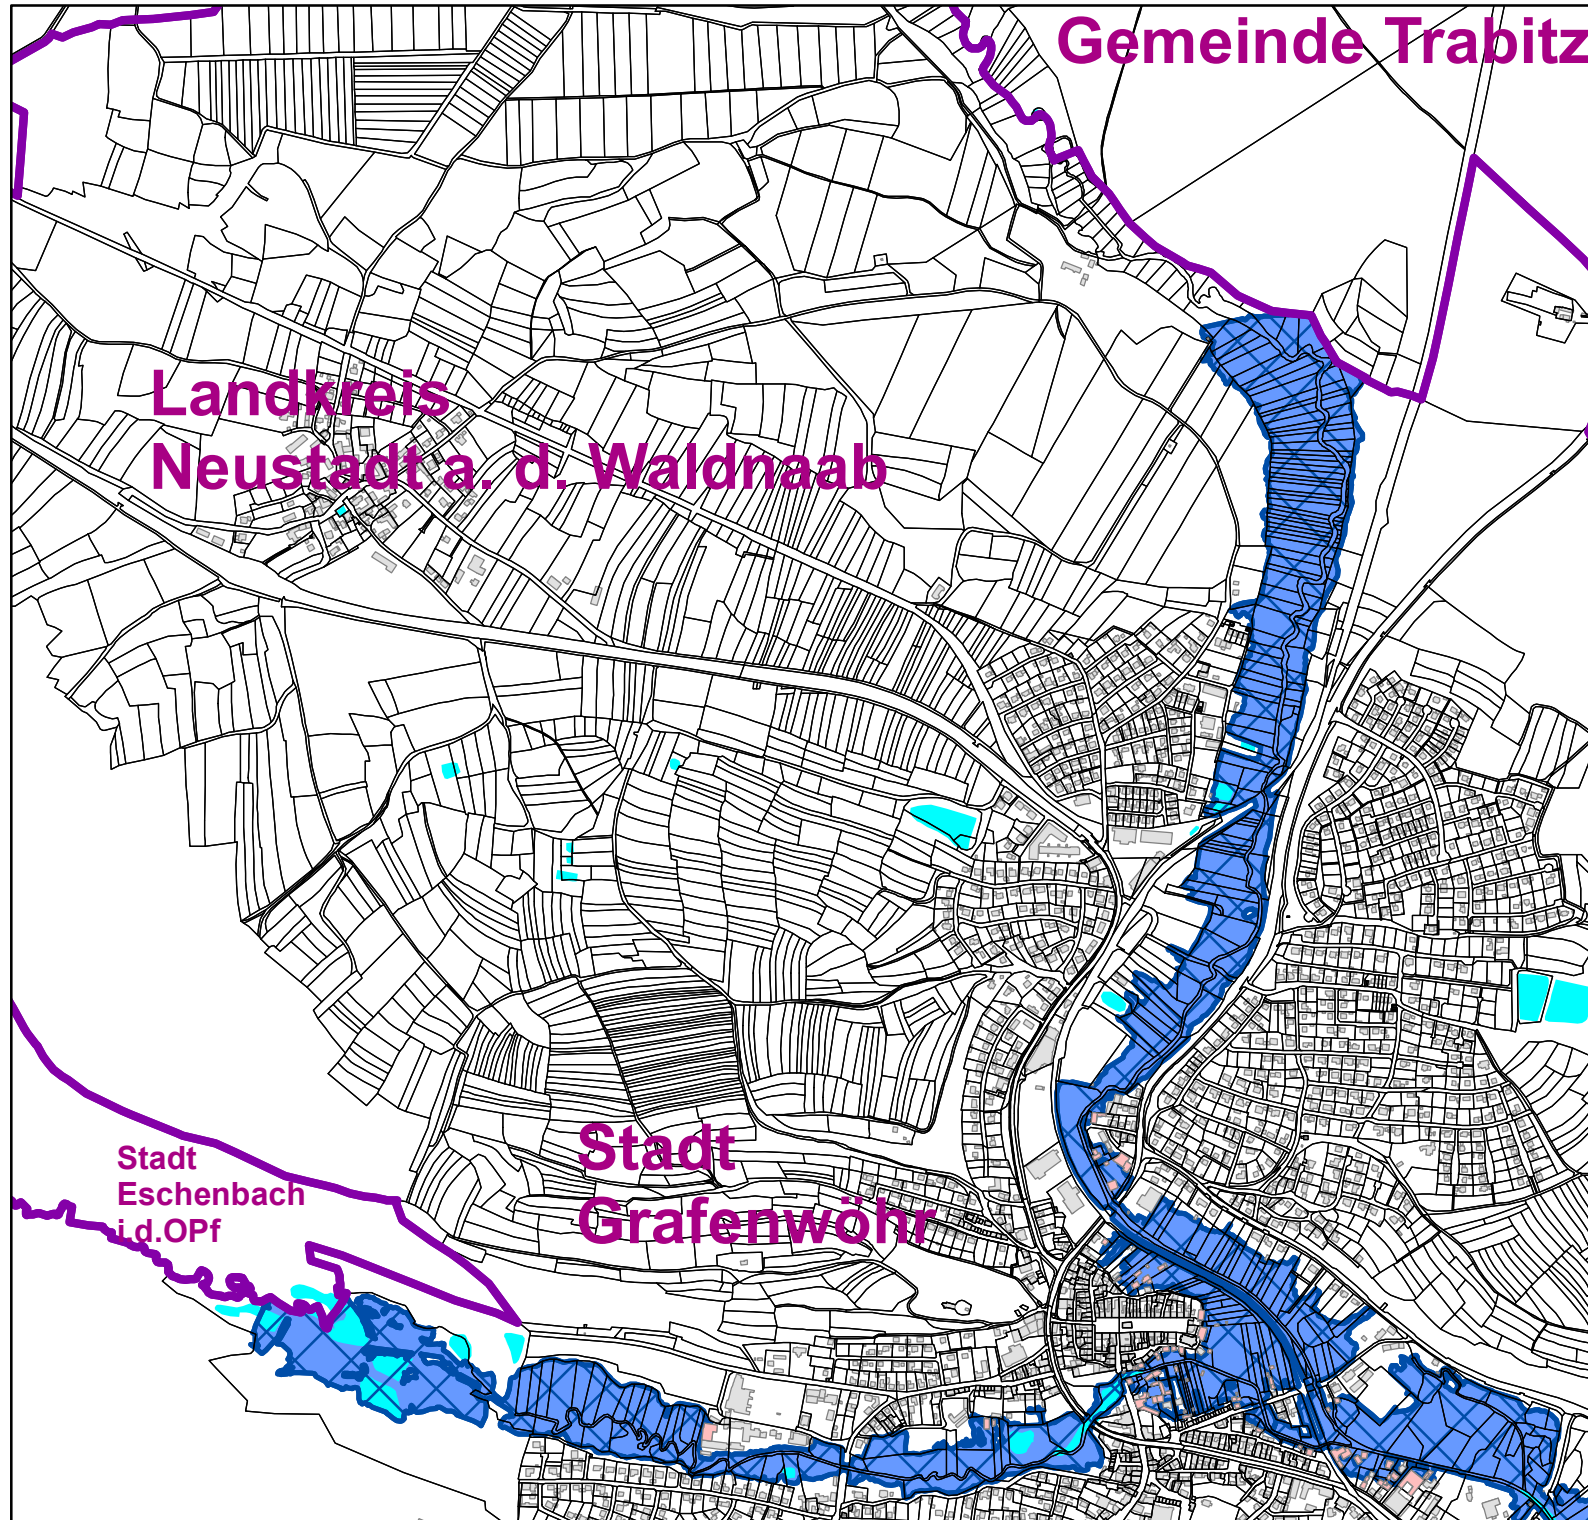 Gemeinde Trabitz
Landkreis
Neustadt a. d. Waldnaab
Stadt
Grafenwöhr
Stadt
Eschenbach
i.d.OPf